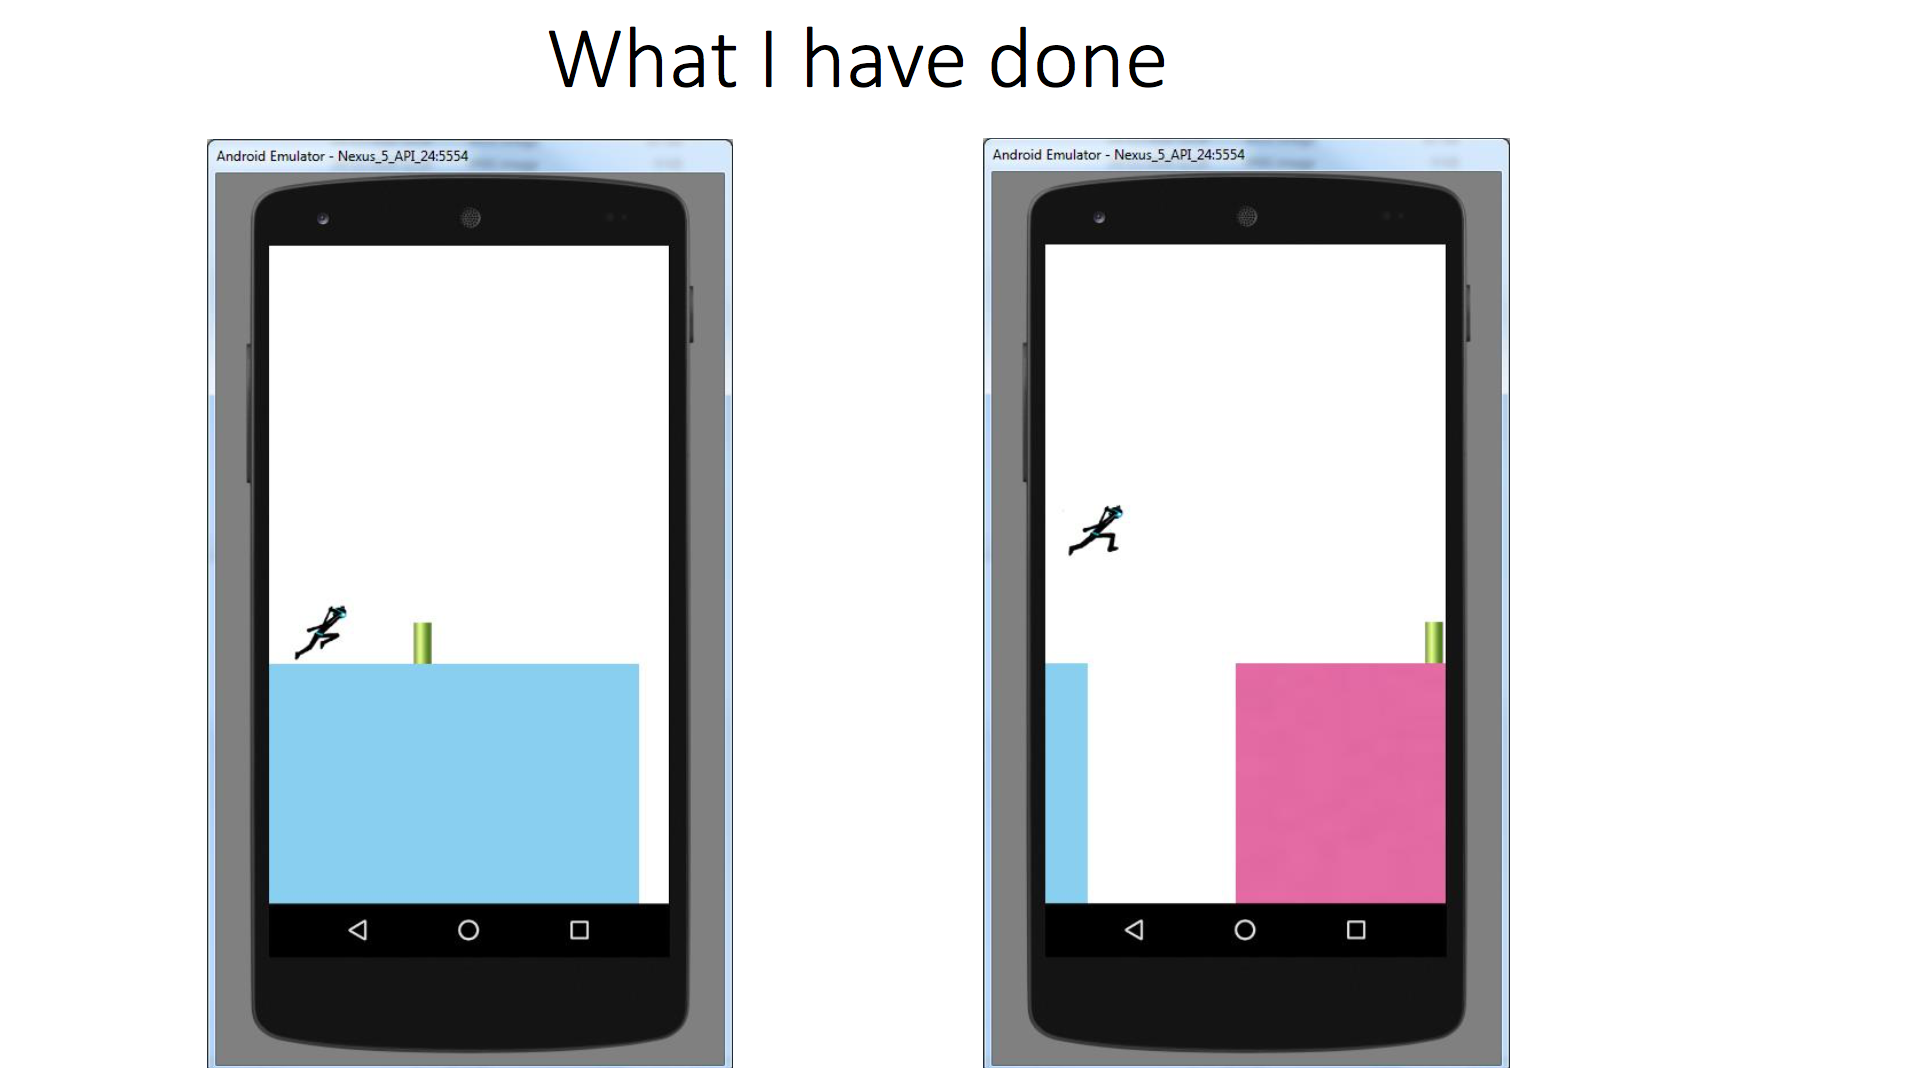 What I have done
Android Emulator - Nexus_5_API_24:5554
Android Emulator - Nexus_5_API_24:5554